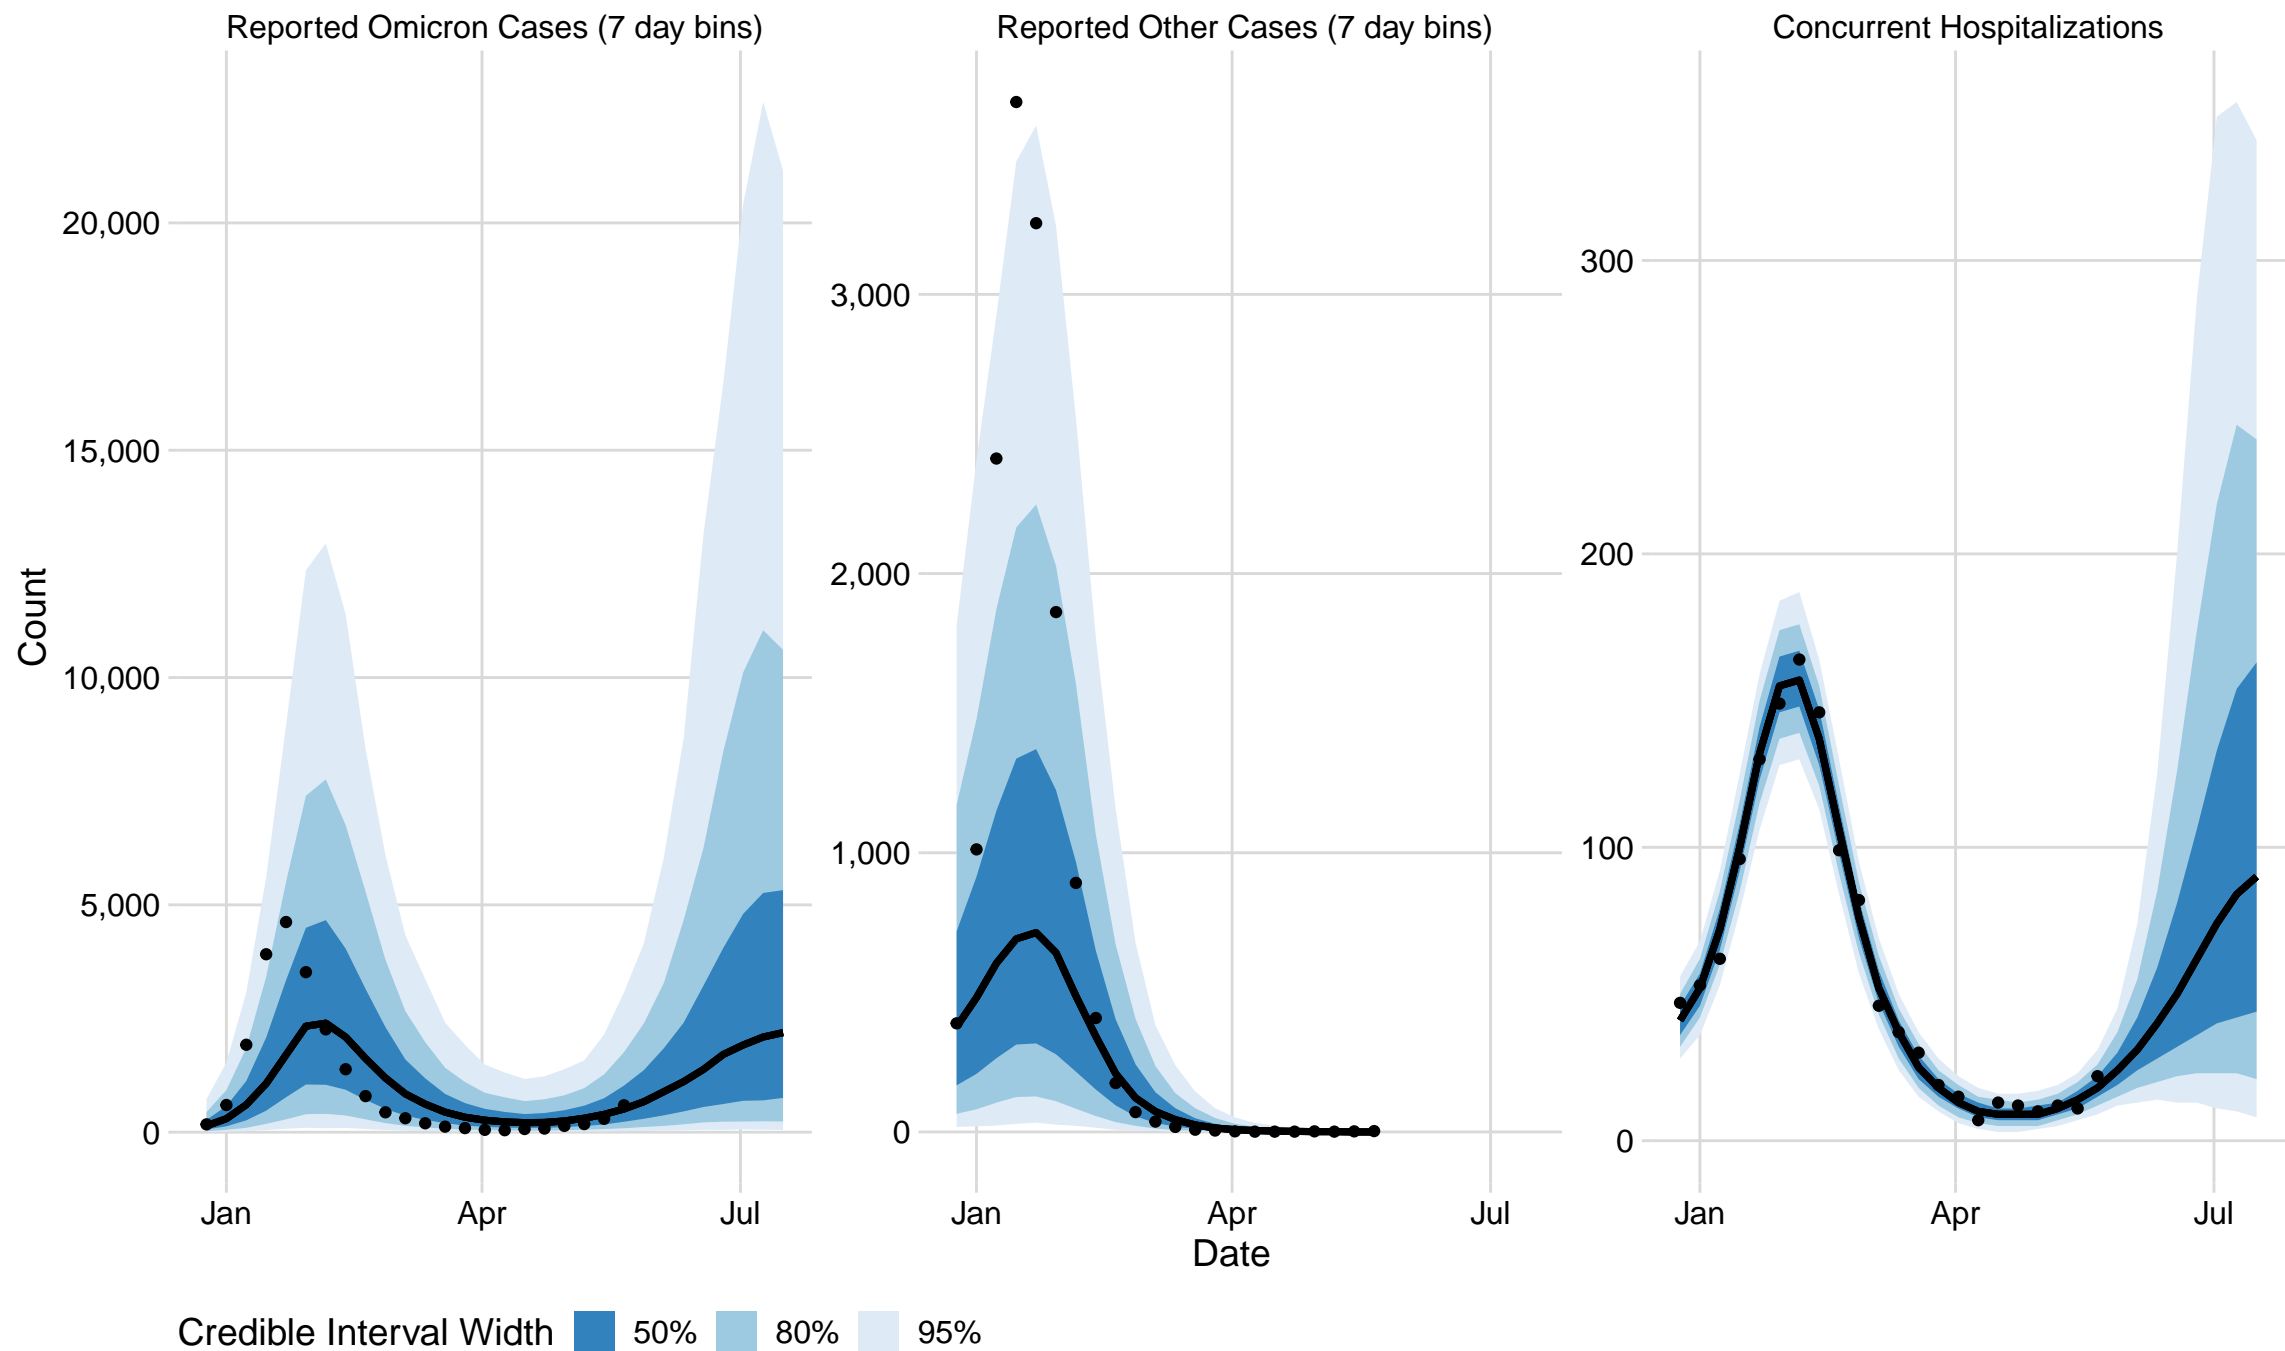 Reported Omicron Cases (7 day bins)
Reported Other Cases (7 day bins)
Concurrent Hospitalizations
Count
20,000
15,000
10,000
5,000
0
3,000
2,000
1,000
0
300
200
100
0
Jan Apr Jul
Jan Apr Jul
Jan Apr Jul
Date
Credible Interval Width 50% 80% 95%